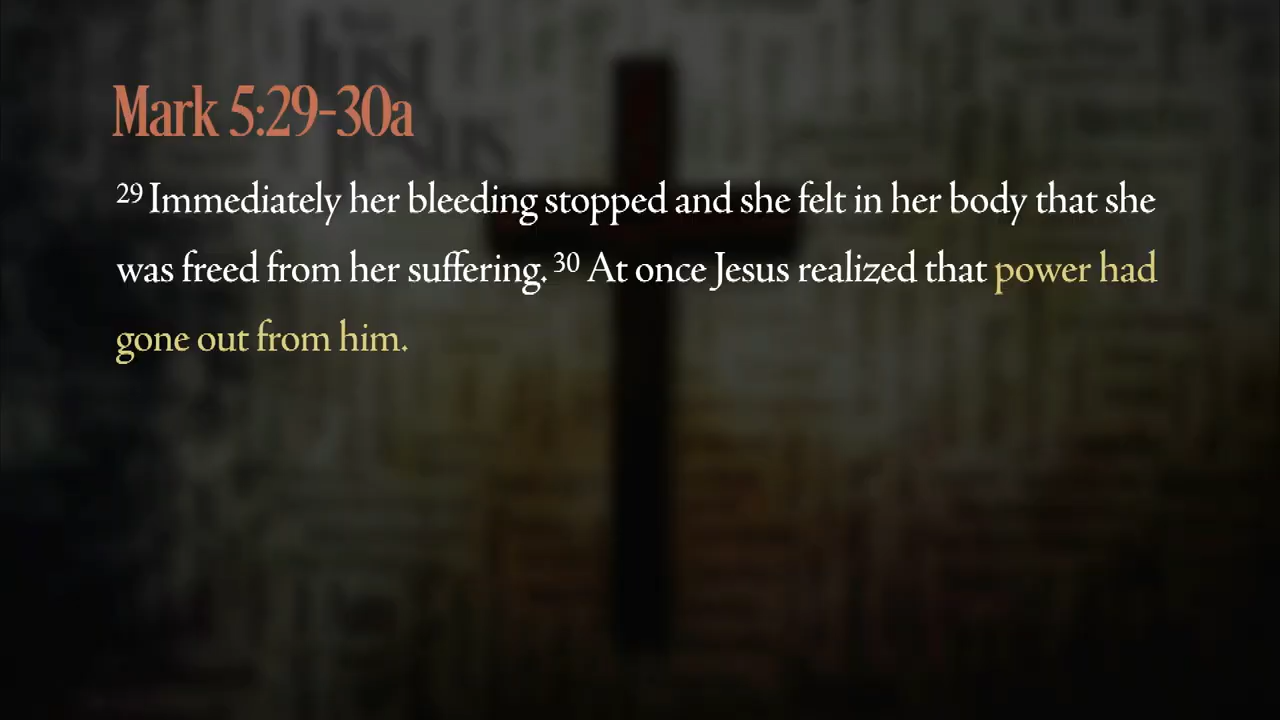 Mark 5:29-30a
29 Immediately her bleeding stopped and she felt in her body that she
was freed from her suffering. 30 At once Jesus realized that power had
gone out from him.